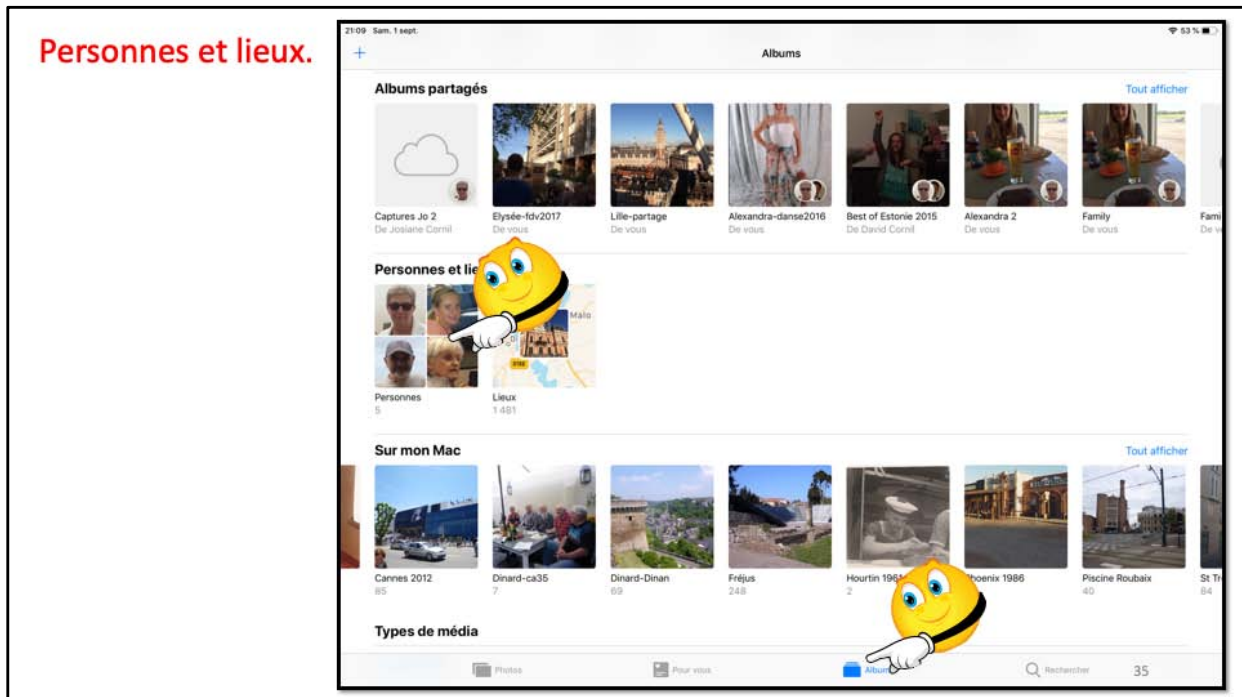 Personnes et lieux.
21:09 Sam. 1 sept.
53 %
+
Albums
Albums partagés
Tout afficher
Captures Jo 2
De Josiane Cornil
Elysée-fdv2017
De vous
Lille-partage
De vous
Alexandra-danse2016
De vous
Best of Estonie 2015
De David Cornil
Alexandra 2
De vous
Family
De vous
Fami
De v
Personnes et lie
Malo
Personnes
5
Lieux
1 481
Sur mon Mac
Tout afficher
Cannes 2012
85
Dinard-ca35
7
Dinard-Dinan
69
Fréjus
248
Hourtin 196
2
hoenix 1986
Piscine Roubaix
40
St Tr
84
Types de média
Photos
Pour vous
Album
Rechercher
35